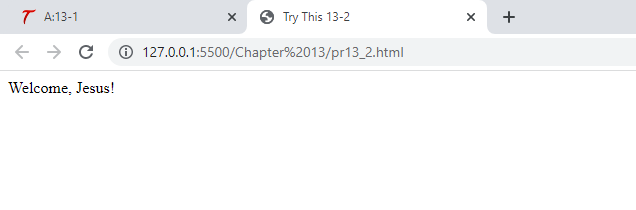 A:13-1
Try This 13-2
127.0.0.1:5500/Chapter%2013/pr13_2.html
Welcome, Jesus!